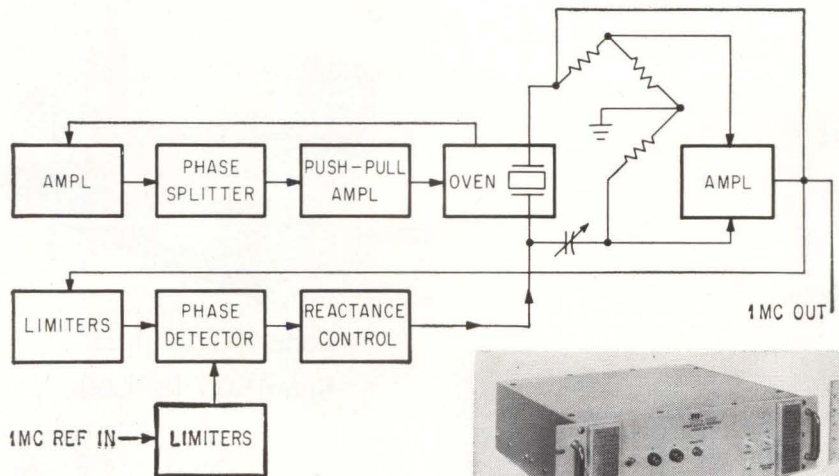 AMPL
PHASE
SPLITTER
PUSH-PULL
AMPL
OVEN
AMPL
LIMITERS
PHASE
DETECTOR
REACTANCE
CONTROL
1MC OUT
1MC REF IN
LIMITERS